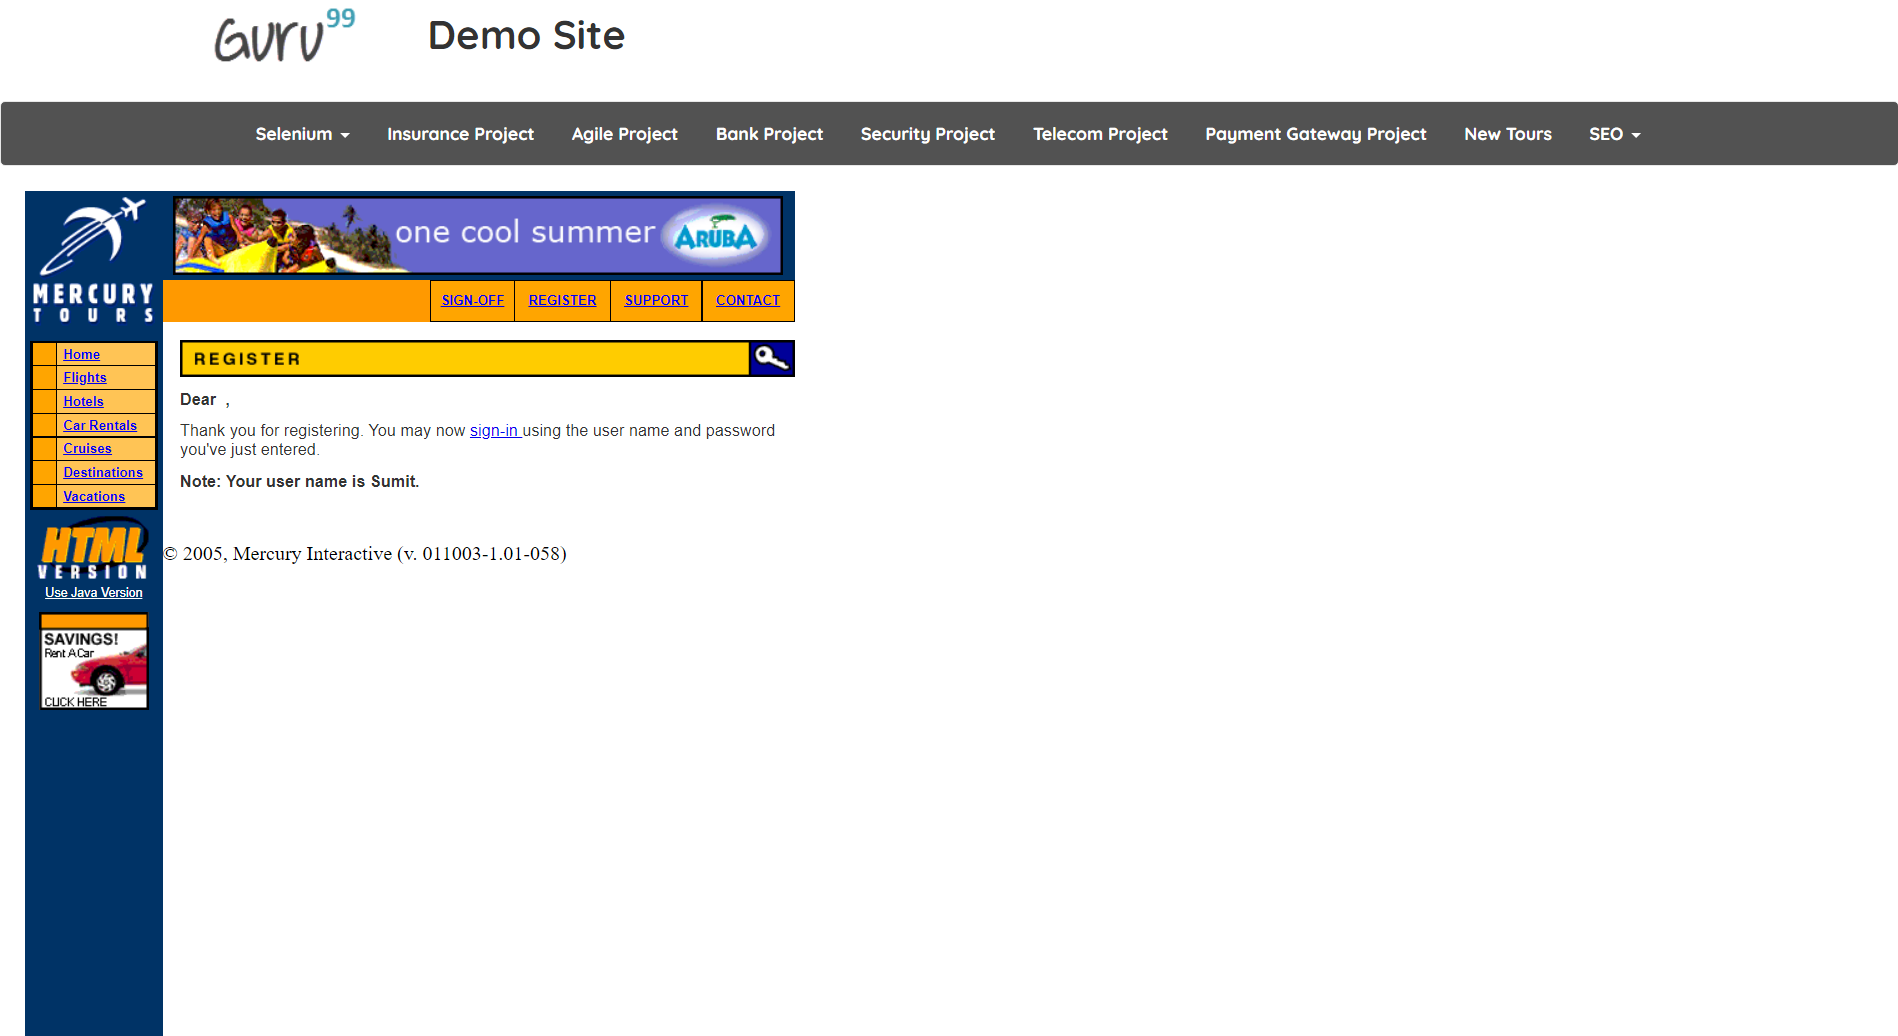 Guru99 Demo Site
Selenium Insurance Project Agile Project Bank Project Security Project Telecom Project Payment Gateway Project New Tours SEO
one cool summer ARUBA
MERCURY
TOURS
SIGN-OFF REGISTER SUPPORT CONTACT
Home
Flights
Hotels
Car Rentals
Cruises
Destinations
Vacations
HTML
VERSION
Use Java Version
SAVINGS!
Rent A Car
CLICK HERE
REGISTER
Dear ,
Thank you for registering. You may now sign-in using the user name and password
you've just entered.
Note: Your user name is Sumit.
© 2005, Mercury Interactive (v. 011003-1.01-058)